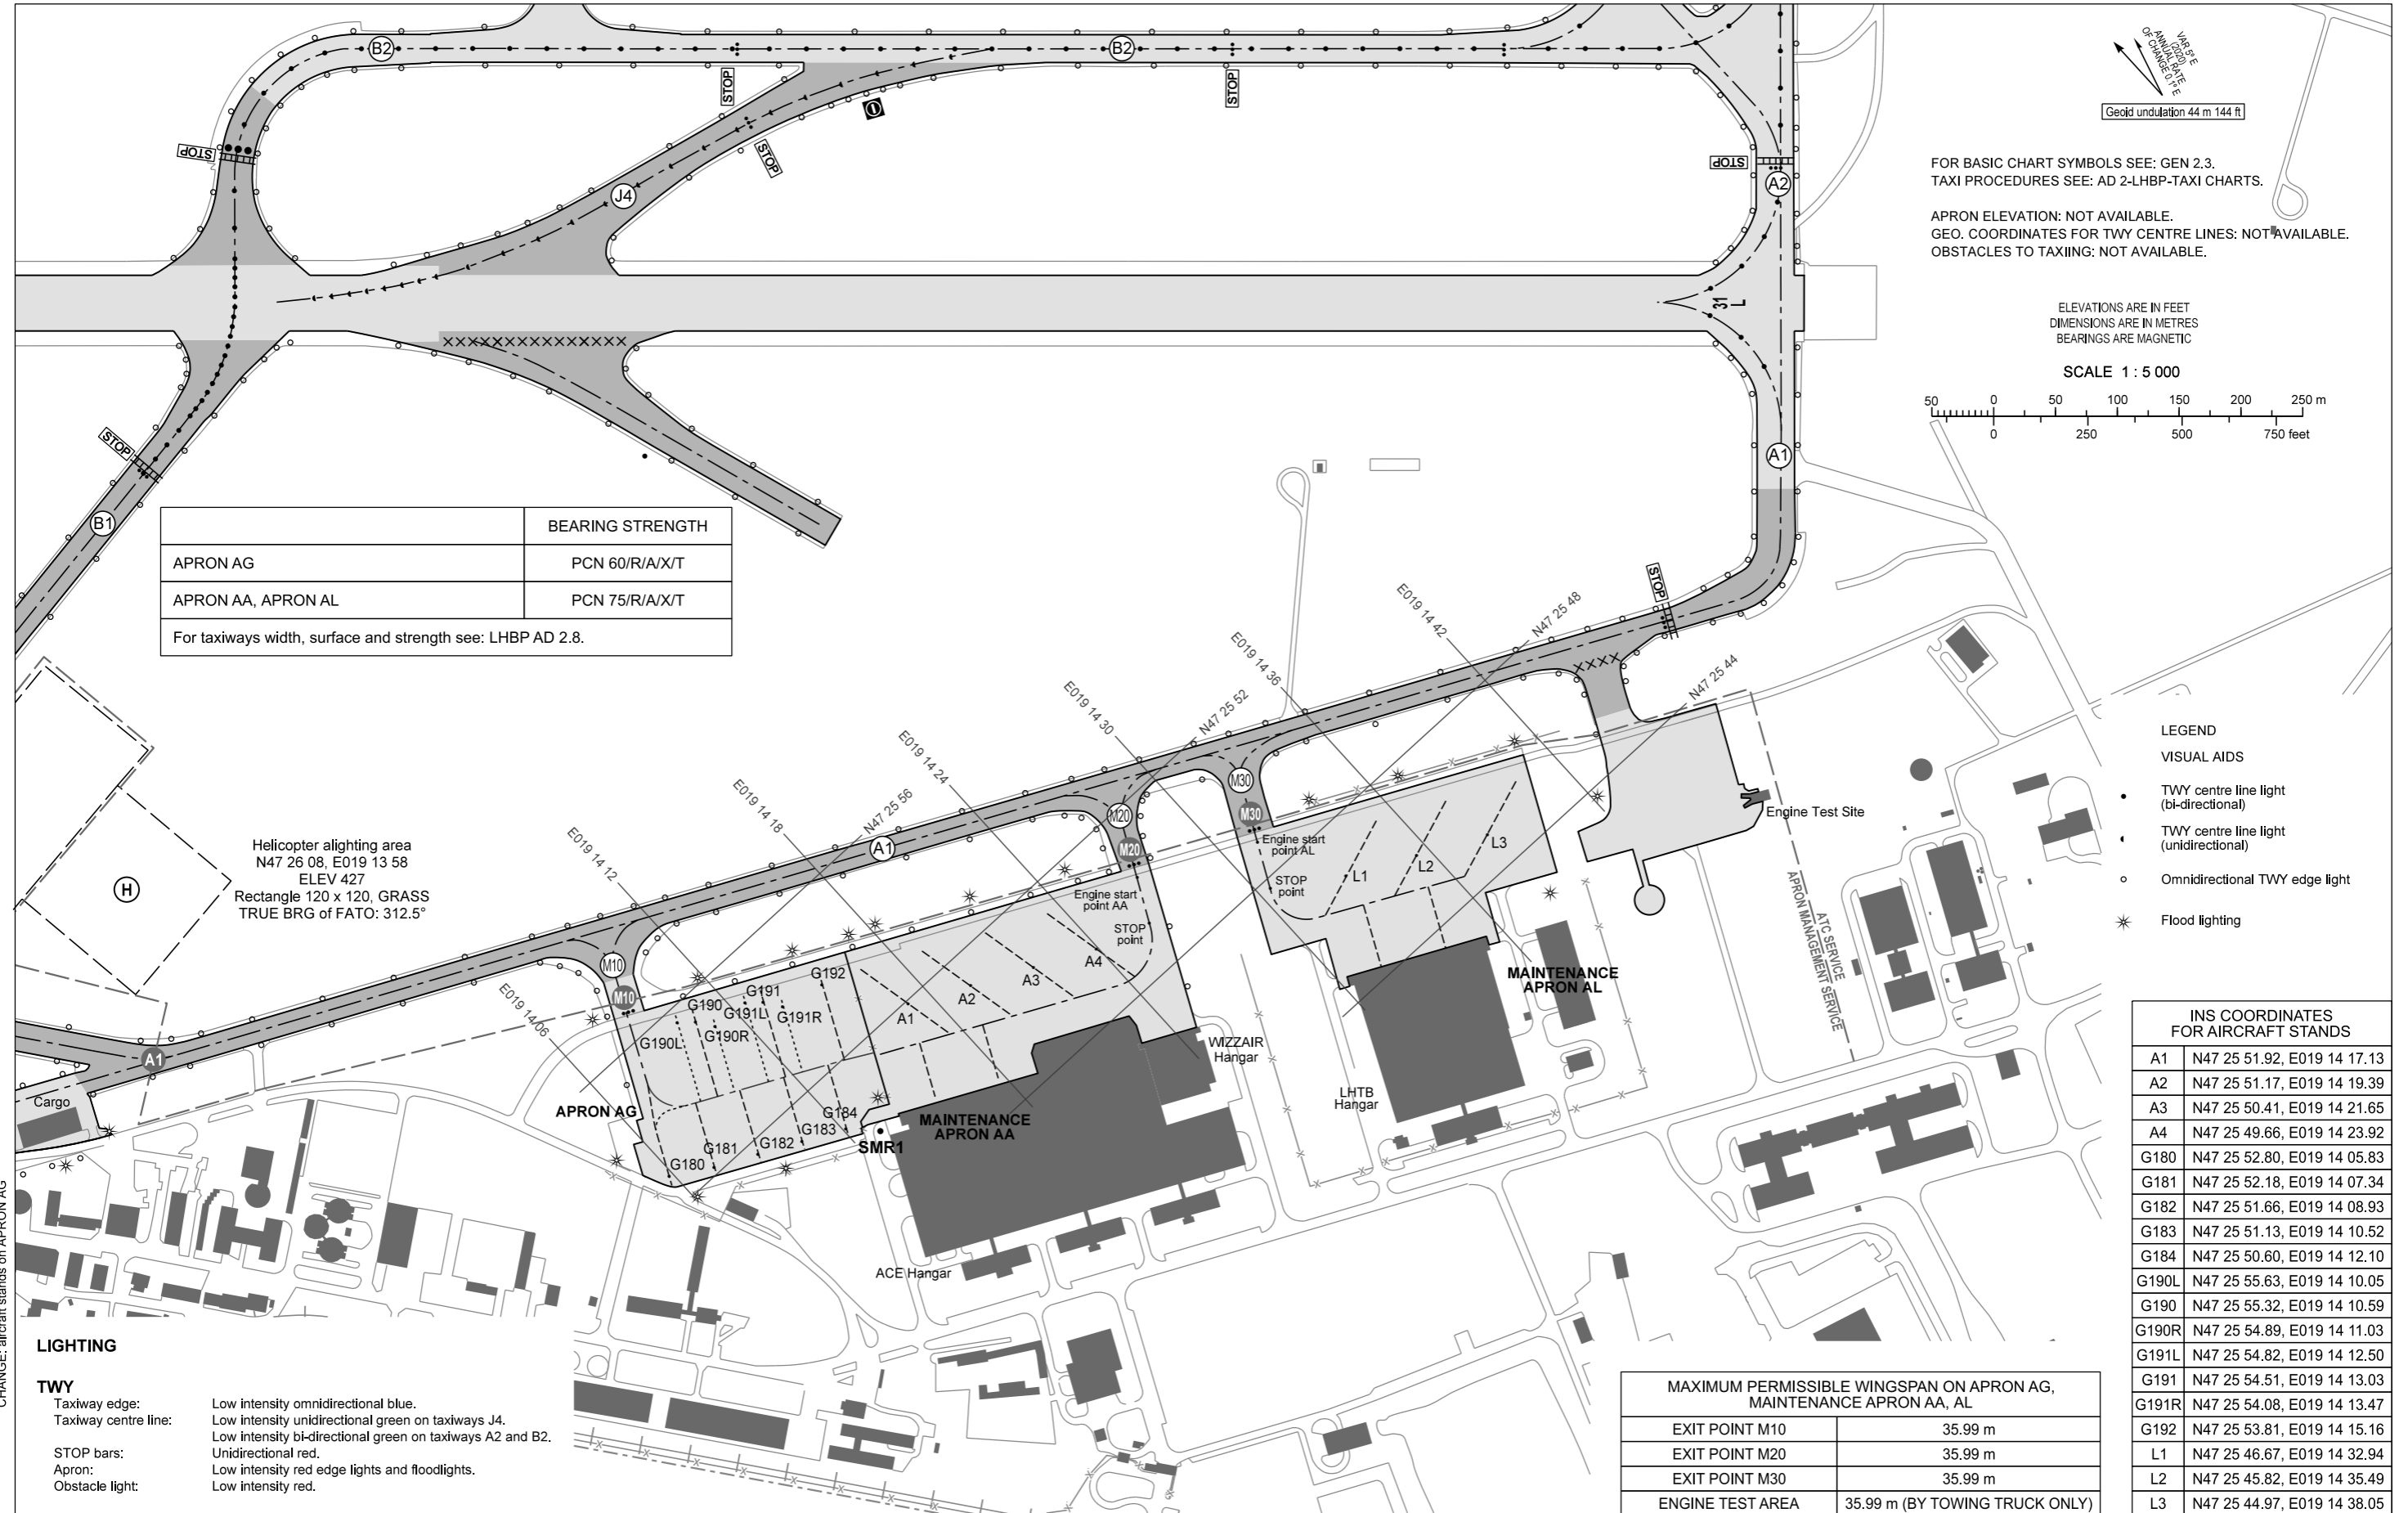 B2
B2
STOP
STOP
STOP
STOP
STOP
J4
A2
31
L
VAR 5° E
(2020)
ANNUAL RATE
OF CHANGE 0.1° E
Geoid undulation 44 m 144 ft
FOR BASIC CHART SYMBOLS SEE: GEN 2.3.
TAXI PROCEDURES SEE: AD 2-LHBP-TAXI CHARTS.
APRON ELEVATION: NOT AVAILABLE.
GEO. COORDINATES FOR TWY CENTRE LINES: NOT AVAILABLE.
OBSTACLES TO TAXIING: NOT AVAILABLE.
ELEVATIONS ARE IN FEET
DIMENSIONS ARE IN METRES
BEARINGS ARE MAGNETIC
SCALE 1 : 5 000
50 0 50 100 150 200 250 m
0 250 500 750 feet
STOP
B1
A1
STOP
BEARING STRENGTH
APRON AG PCN 60/R/A/X/T
APRON AA, APRON AL PCN 75/R/A/X/T
For taxiways width, surface and strength see: LHBP AD 2.8.
E019 14 06
E019 14 12
E019 14 18
E019 14 24
E019 14 30
E019 14 36
E019 14 42
N47 25 56
N47 25 52
N47 25 48
N47 25 44
Helicopter alighting area
N47 26 08, E019 13 58
ELEV 427
Rectangle 120 x 120, GRASS
TRUE BRG of FATO: 312.5°
H
A1
M10
M10
M20
M20
M30
M30
A1
Cargo
Engine start
point AL
STOP
point
L1
L2
L3
Engine Test Site
Engine start
point AA
STOP
point
A1
A2
A3
A4
G190L
G190
G190R
G191L
G191
G191R
G192
G180
G181
G182
G183
G184
APRON AG
SMR1
MAINTENANCE
APRON AA
MAINTENANCE
APRON AL
WIZZAIR
Hangar
LHTB
Hangar
ACE Hangar
ATC SERVICE
APRON MANAGEMENT SERVICE
LEGEND
VISUAL AIDS
TWY centre line light
(bi-directional)
TWY centre line light
(unidirectional)
Omnidirectional TWY edge light
Flood lighting
INS COORDINATES
FOR AIRCRAFT STANDS
A1 N47 25 51.92, E019 14 17.13
A2 N47 25 51.17, E019 14 19.39
A3 N47 25 50.41, E019 14 21.65
A4 N47 25 49.66, E019 14 23.92
G180 N47 25 52.80, E019 14 05.83
G181 N47 25 52.18, E019 14 07.34
G182 N47 25 51.66, E019 14 08.93
G183 N47 25 51.13, E019 14 10.52
G184 N47 25 50.60, E019 14 12.10
G190L N47 25 55.63, E019 14 10.05
G190 N47 25 55.32, E019 14 10.59
G190R N47 25 54.89, E019 14 11.03
G191L N47 25 54.82, E019 14 12.50
G191 N47 25 54.51, E019 14 13.03
G191R N47 25 54.08, E019 14 13.47
G192 N47 25 53.81, E019 14 15.16
L1 N47 25 46.67, E019 14 32.94
L2 N47 25 45.82, E019 14 35.49
L3 N47 25 44.97, E019 14 38.05
MAXIMUM PERMISSIBLE WINGSPAN ON APRON AG,
MAINTENANCE APRON AA, AL
EXIT POINT M10 35.99 m
EXIT POINT M20 35.99 m
EXIT POINT M30 35.99 m
ENGINE TEST AREA 35.99 m (BY TOWING TRUCK ONLY)
LIGHTING
TWY
Taxiway edge: Low intensity omnidirectional blue.
Taxiway centre line: Low intensity unidirectional green on taxiways J4.
Low intensity bi-directional green on taxiways A2 and B2.
STOP bars: Unidirectional red.
Apron: Low intensity red edge lights and floodlights.
Obstacle light: Low intensity red.
CHANGE: aircraft stands on APRON AG